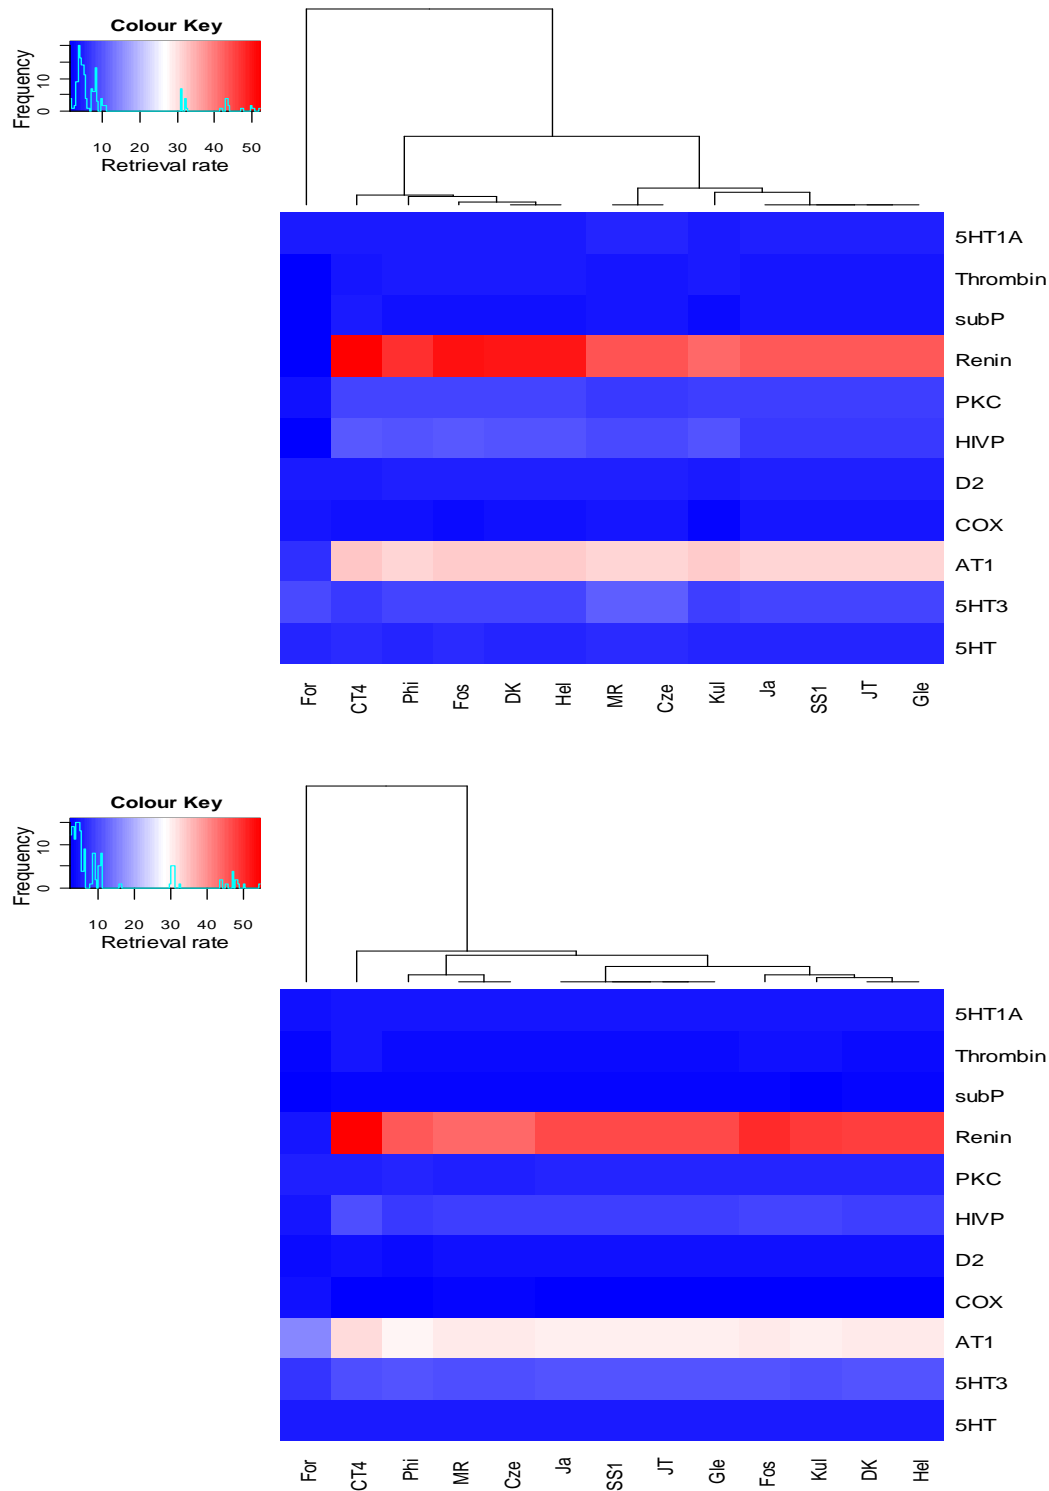 Colour Key
Frequency
0 10
10 20 30 40 50
Retrieval rate
5HT1A
Thrombin
subP
Renin
PKC
HIVP
D2
COX
AT1
5HT3
5HT
For CT4 Phi Fos DK Hel MR Cze Kul Ja SS1 JT Gle
Colour Key
Frequency
0 10
10 20 30 40 50
Retrieval rate
5HT1A
Thrombin
subP
Renin
PKC
HIVP
D2
COX
AT1
5HT3
5HT
For CT4 Phi MR Cze Ja SS1 JT Gle Fos Kul DK Hel